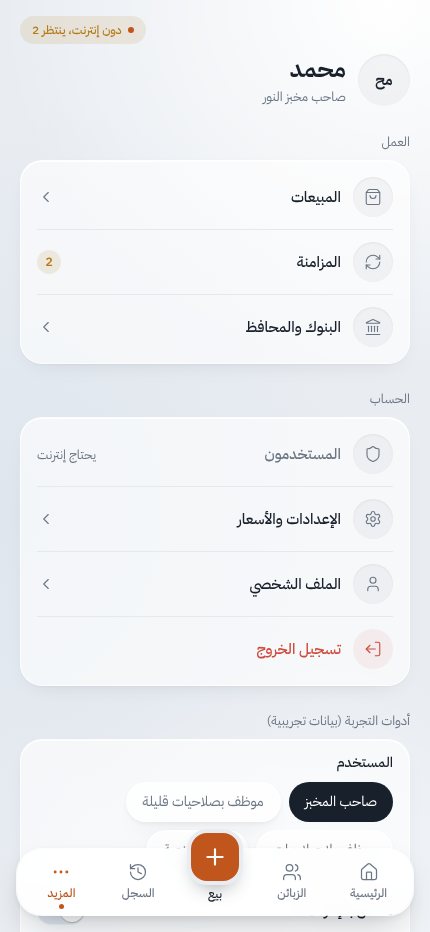 دون إنترنت، ينتظر 2
مح
محمد
صاحب مخبز النور
العمل
المبيعات
المزامنة
2
البنوك والمحافظ
الحساب
المستخدمون
يحتاج إنترنت
الإعدادات والأسعار
الملف الشخصي
تسجيل الخروج
أدوات التجربة (بيانات تجريبية)
المستخدم
صاحب المخبز
موظف بصلاحيات قليلة
الرئيسية
الزبائن
بيع
السجل
المزيد